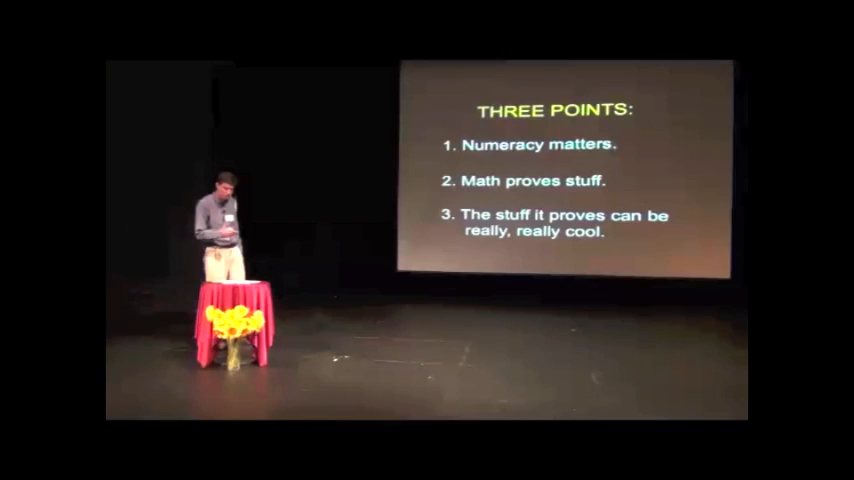 THREE POINTS:
1. Numeracy matters.
2. Math proves stuff.
3. The stuff it proves can be
really, really cool.